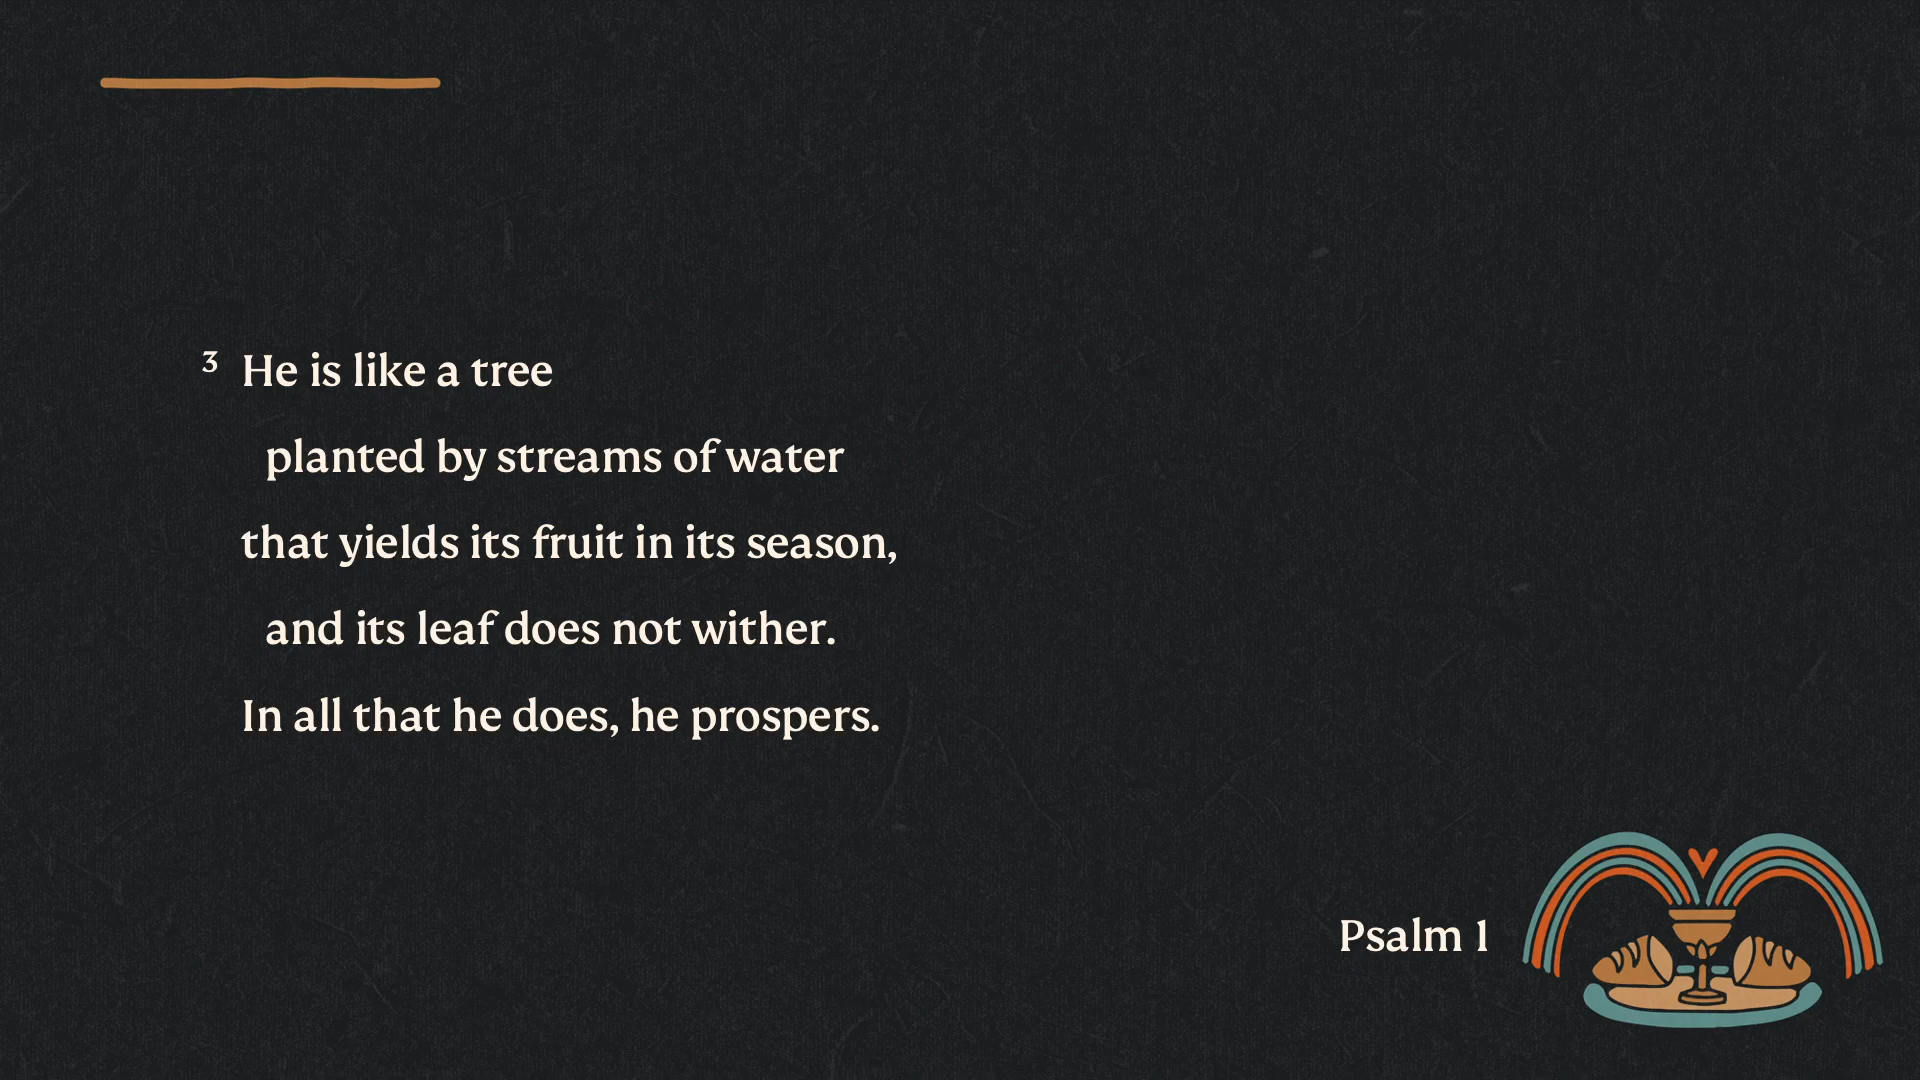 3 He is like a tree
planted by streams of water
that yields its fruit in its season,
and its leaf does not wither.
In all that he does, he prospers.
Psalm 1